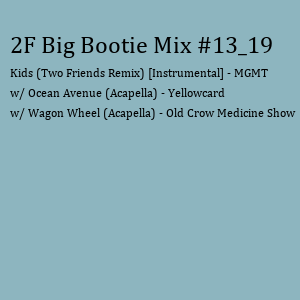 2F Big Bootie Mix #13_19
Kids (Two Friends Remix) [Instrumental] - MGMT
w/ Ocean Avenue (Acapella) - Yellowcard
w/ Wagon Wheel (Acapella) - Old Crow Medicine Show